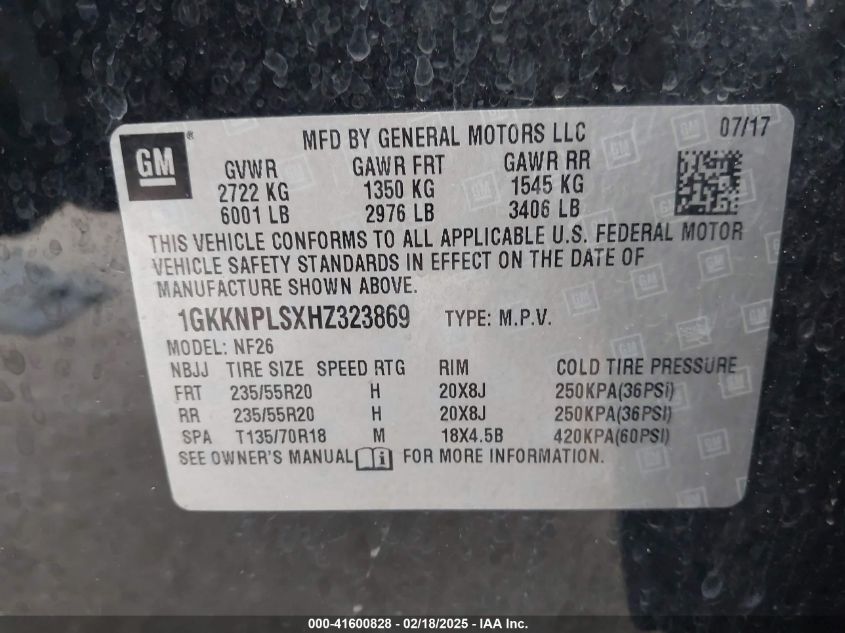 MFD BY GENERAL MOTORS LLC 07/17
GM®
GVWR GAWR FRT GAWR RR
2722 KG 1350 KG 1545 KG
6001 LB 2976 LB 3406 LB
THIS VEHICLE CONFORMS TO ALL APPLICABLE U.S. FEDERAL MOTOR
VEHICLE SAFETY STANDARDS IN EFFECT ON THE DATE OF
MANUFACTURE SHOWN ABOVE.
1GKKNPLSXHZ323869 TYPE: M.P.V.
MODEL: NF26
NBJJ TIRE SIZE SPEED RTG RIM COLD TIRE PRESSURE
FRT 235/55R20 H 20X8J 250KPA(36PSI)
RR 235/55R20 H 20X8J 250KPA(36PSI)
SPA T135/70R18 M 18X4.5B 420KPA(60PSI)
SEE OWNER'S MANUAL i FOR MORE INFORMATION.
000-41600828 - 02/18/2025 - IAA Inc.